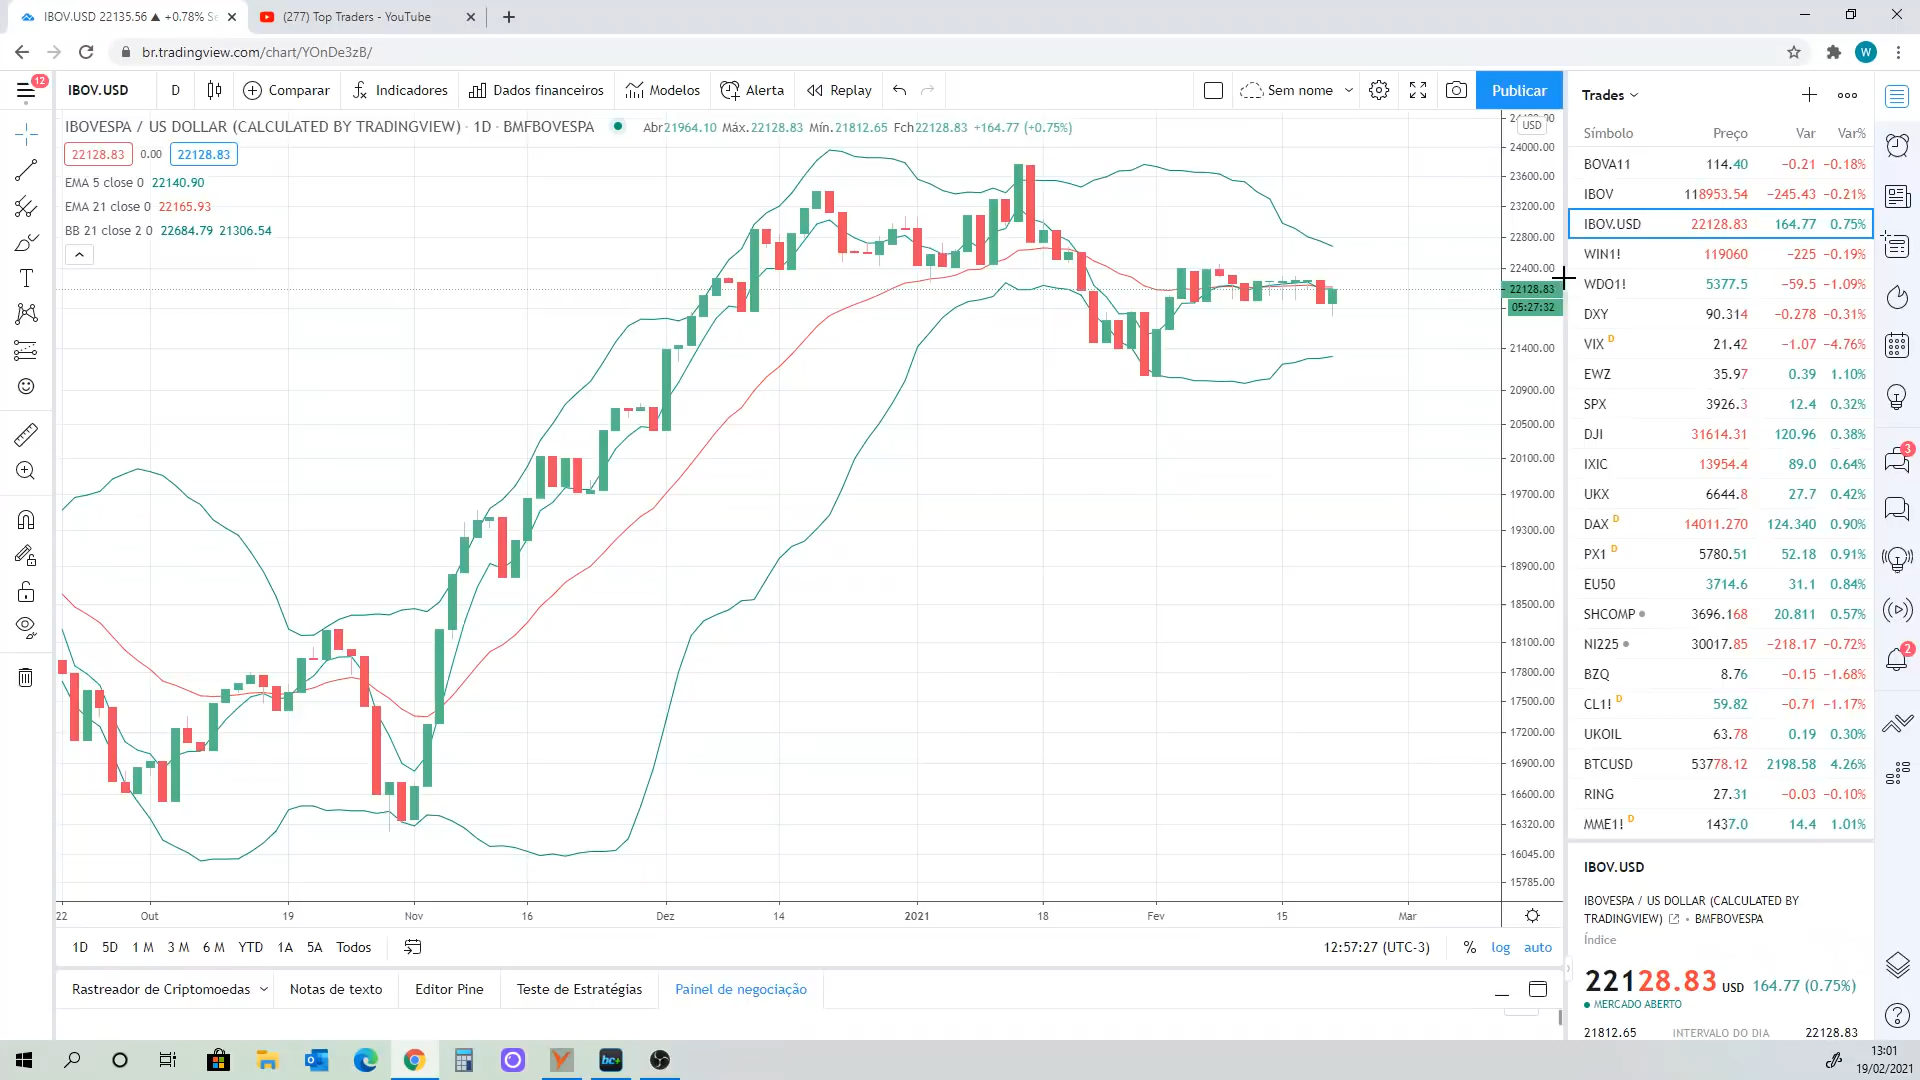 IBOV.USD 22135.56 ▲ +0.78% Se
(277) Top Traders - YouTube
br.tradingview.com/chart/YOnDe3zB/
W
12
IBOV.USD
D
Comparar
Indicadores
Dados financeiros
Modelos
Alerta
Replay
Sem nome
Publicar
IBOVESPA / US DOLLAR (CALCULATED BY TRADINGVIEW) · 1D · BMFBOVESPA
Abr21964.10 Máx.22128.83 Mín.21812.65 Fch22128.83 +164.77 (+0.75%)
22128.83 0.00 22128.83
EMA 5 close 0 22140.90
EMA 21 close 0 22165.93
BB 21 close 2 0 22684.79 21306.54
USD
24000.00
23600.00
23200.00
22800.00
22400.00
22128.83
05:27:32
21400.00
20900.00
20500.00
20100.00
19700.00
19300.00
18900.00
18500.00
18100.00
17800.00
17500.00
17200.00
16900.00
16600.00
16320.00
16045.00
15785.00
22 Out 19 Nov 16 Dez 14 2021 18 Fev 15 Mar
1D 5D 1 M 3 M 6 M YTD 1A 5A Todos
12:57:27 (UTC-3) % log auto
Rastreador de Criptomoedas
Notas de texto
Editor Pine
Teste de Estratégias
Painel de negociação
Trades
Símbolo Preço Var Var%
BOVA11 114.40 −0.21 −0.18%
IBOV 118953.54 −245.43 −0.21%
IBOV.USD 22128.83 164.77 0.75%
WIN1! 119060 −225 −0.19%
WDO1! 5377.5 −59.5 −1.09%
DXY 90.314 −0.278 −0.31%
VIX D 21.42 −1.07 −4.76%
EWZ 35.97 0.39 1.10%
SPX 3926.3 12.4 0.32%
DJI 31614.31 120.96 0.38%
IXIC 13954.4 89.0 0.64%
UKX 6644.8 27.7 0.42%
DAX D 14011.270 124.340 0.90%
PX1 D 5780.51 52.18 0.91%
EU50 3714.6 31.1 0.84%
SHCOMP 3696.168 20.811 0.57%
NI225 30017.85 −218.17 −0.72%
BZQ 8.76 −0.15 −1.68%
CL1! D 59.82 −0.71 −1.17%
UKOIL 63.78 0.19 0.30%
BTCUSD 53778.12 2198.58 4.26%
RING 27.31 −0.03 −0.10%
MME1! D 1437.0 14.4 1.01%
IBOV.USD
IBOVESPA / US DOLLAR (CALCULATED BY
TRADINGVIEW) • BMFBOVESPA
Índice
22128.83 USD 164.77 (0.75%)
MERCADO ABERTO
21812.65 INTERVALO DO DIA 22128.83
3
2
bc+
13:01
19/02/2021